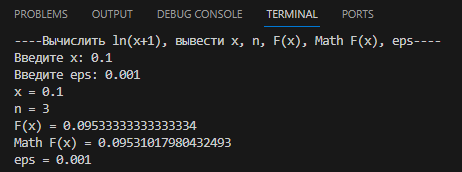 PROBLEMS OUTPUT DEBUG CONSOLE TERMINAL PORTS
----Вычислить ln(x+1), вывести x, n, F(x), Math F(x), eps----
Введите x: 0.1
Введите eps: 0.001
x = 0.1
n = 3
F(x) = 0.09533333333333334
Math F(x) = 0.09531017980432493
eps = 0.001